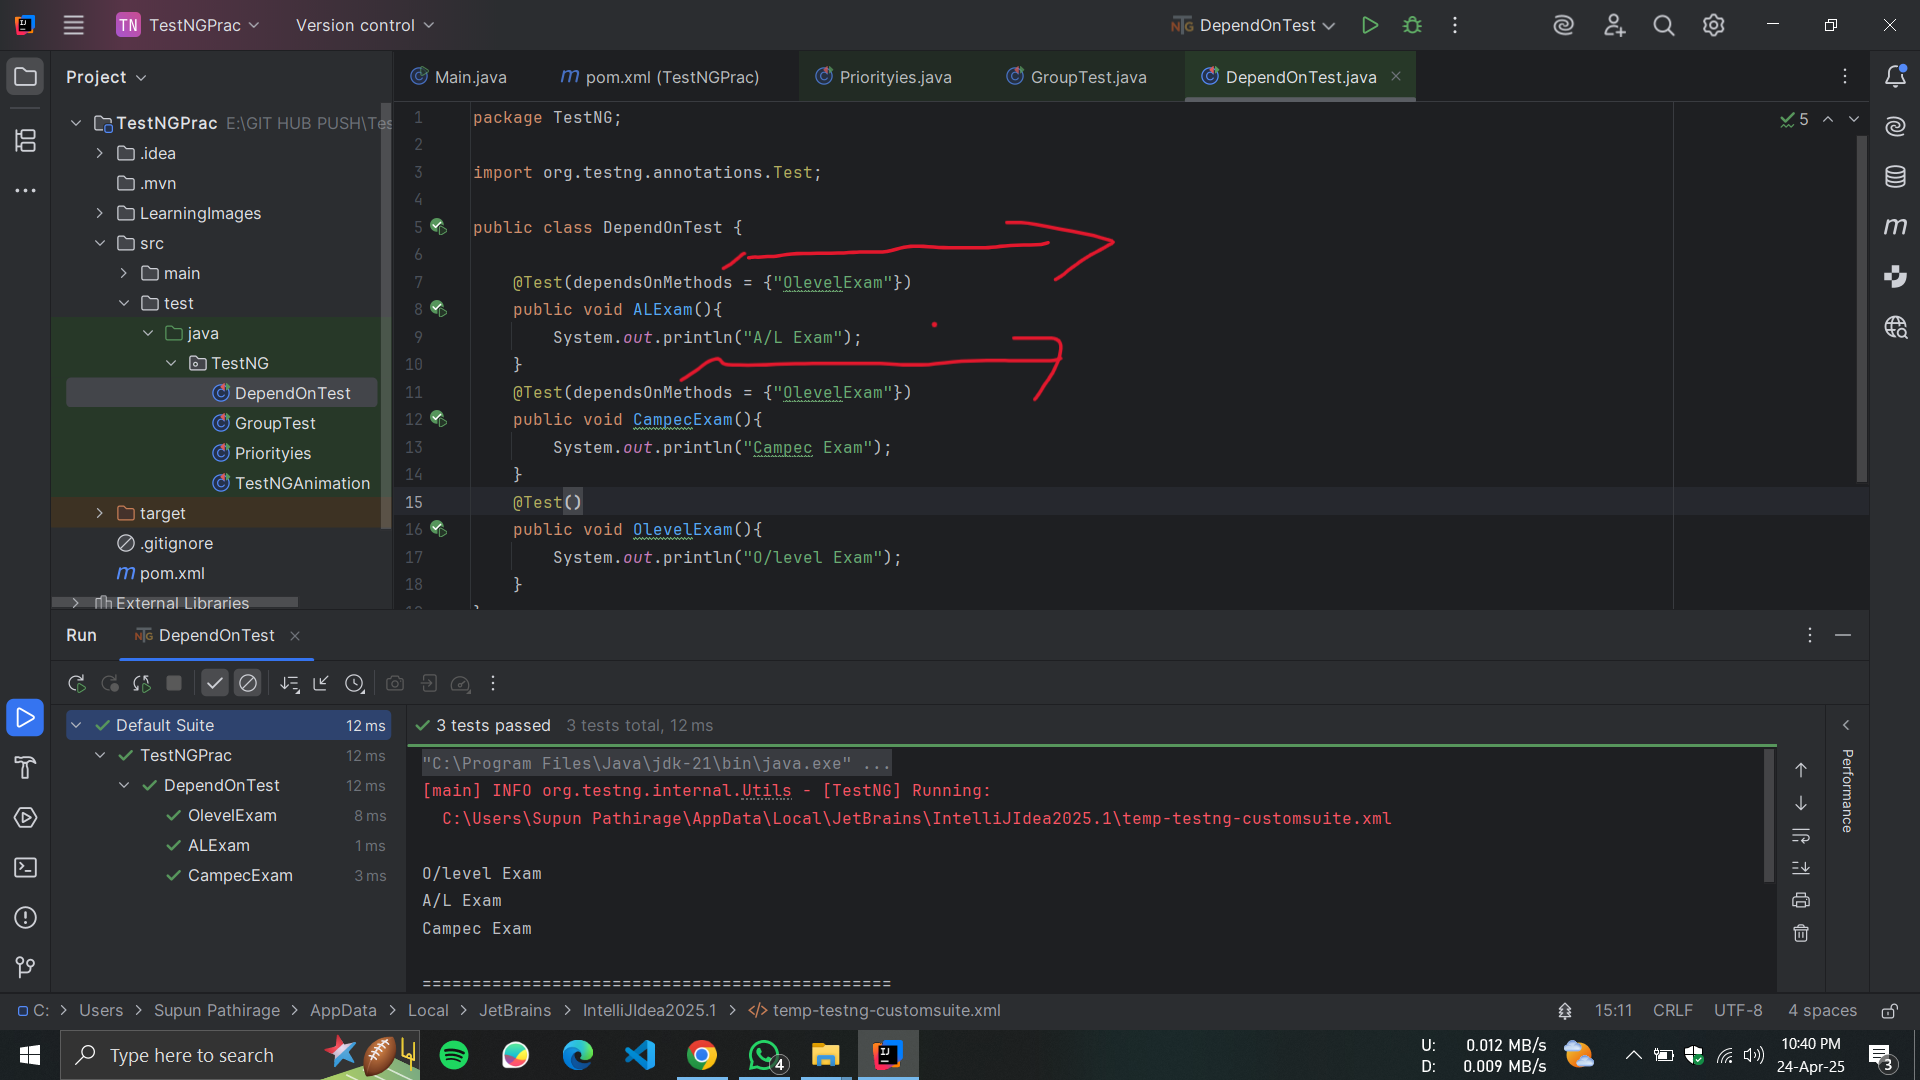 TN TestNGPrac Version control DependOnTest
Project
Main.java pom.xml (TestNGPrac) Priorityies.java GroupTest.java DependOnTest.java
TestNGPrac E:\GIT HUB PUSH\Tes
.idea
.mvn
LearningImages
src
main
test
java
TestNG
DependOnTest
GroupTest
Priorityies
TestNGAnimation
target
.gitignore
pom.xml
External Libraries
5
1 package TestNG;
2
3 import org.testng.annotations.Test;
4
5 public class DependOnTest {
6
7 @Test(dependsOnMethods = {"OlevelExam"})
8 public void ALExam(){
9 System.out.println("A/L Exam");
10 }
11 @Test(dependsOnMethods = {"OlevelExam"})
12 public void CampecExam(){
13 System.out.println("Campec Exam");
14 }
15 @Test()
16 public void OlevelExam(){
17 System.out.println("O/level Exam");
18 }
Run DependOnTest
Default Suite 12 ms
TestNGPrac 12 ms
DependOnTest 12 ms
OlevelExam 8 ms
ALExam 1 ms
CampecExam 3 ms
3 tests passed 3 tests total, 12 ms
"C:\Program Files\Java\jdk-21\bin\java.exe" ...
[main] INFO org.testng.internal.Utils - [TestNG] Running:
C:\Users\Supun Pathirage\AppData\Local\JetBrains\IntelliJIdea2025.1\temp-testng-customsuite.xml
O/level Exam
A/L Exam
Campec Exam
===============================================
Performance
C: > Users > Supun Pathirage > AppData > Local > JetBrains > IntelliJIdea2025.1 > temp-testng-customsuite.xml
15:11 CRLF UTF-8 4 spaces
Type here to search
4
U: 0.012 MB/s
D: 0.009 MB/s
10:40 PM
24-Apr-25
3